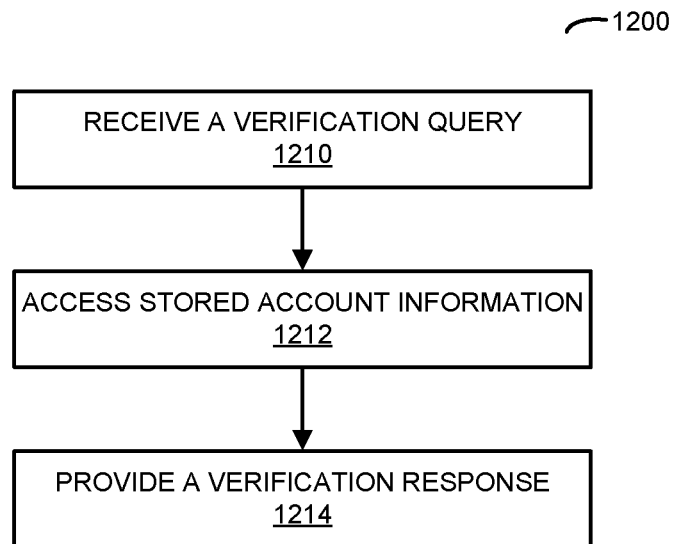 1200
RECEIVE A VERIFICATION QUERY
1210
ACCESS STORED ACCOUNT INFORMATION
1212
PROVIDE A VERIFICATION RESPONSE
1214